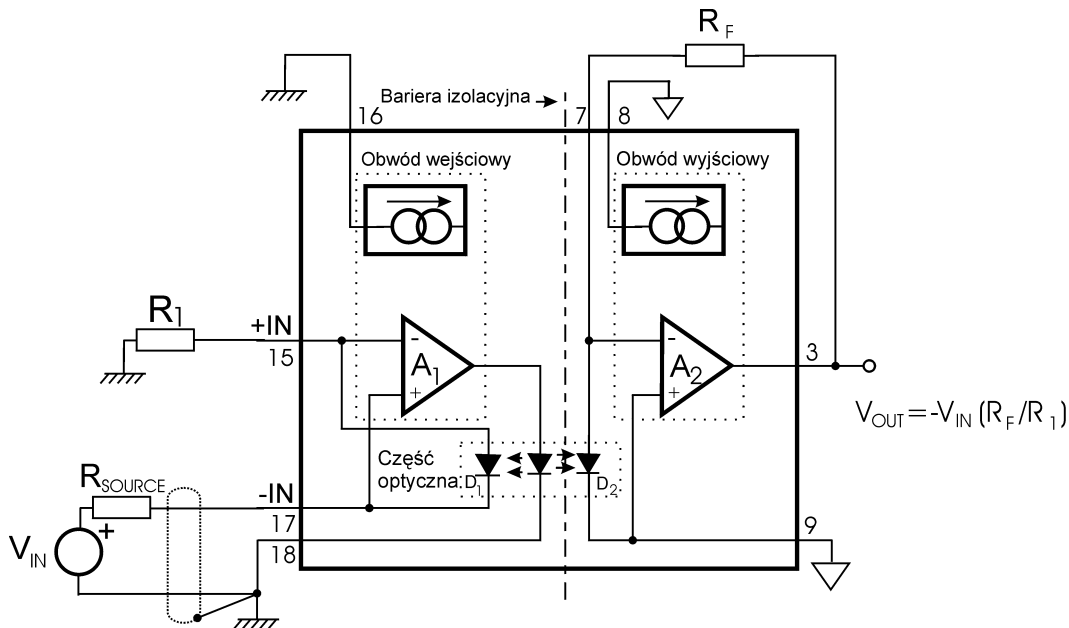 R F
Bariera izolacyjna
16
7
8
Obwód wejściowy
Obwód wyjściowy
R1
+IN
15
-
A1
+
-
A2
+
3
VOUT=-VIN (RF/R1)
Część
optyczna:
D1
D2
RSOURCE
-IN
17
18
9
+
VIN